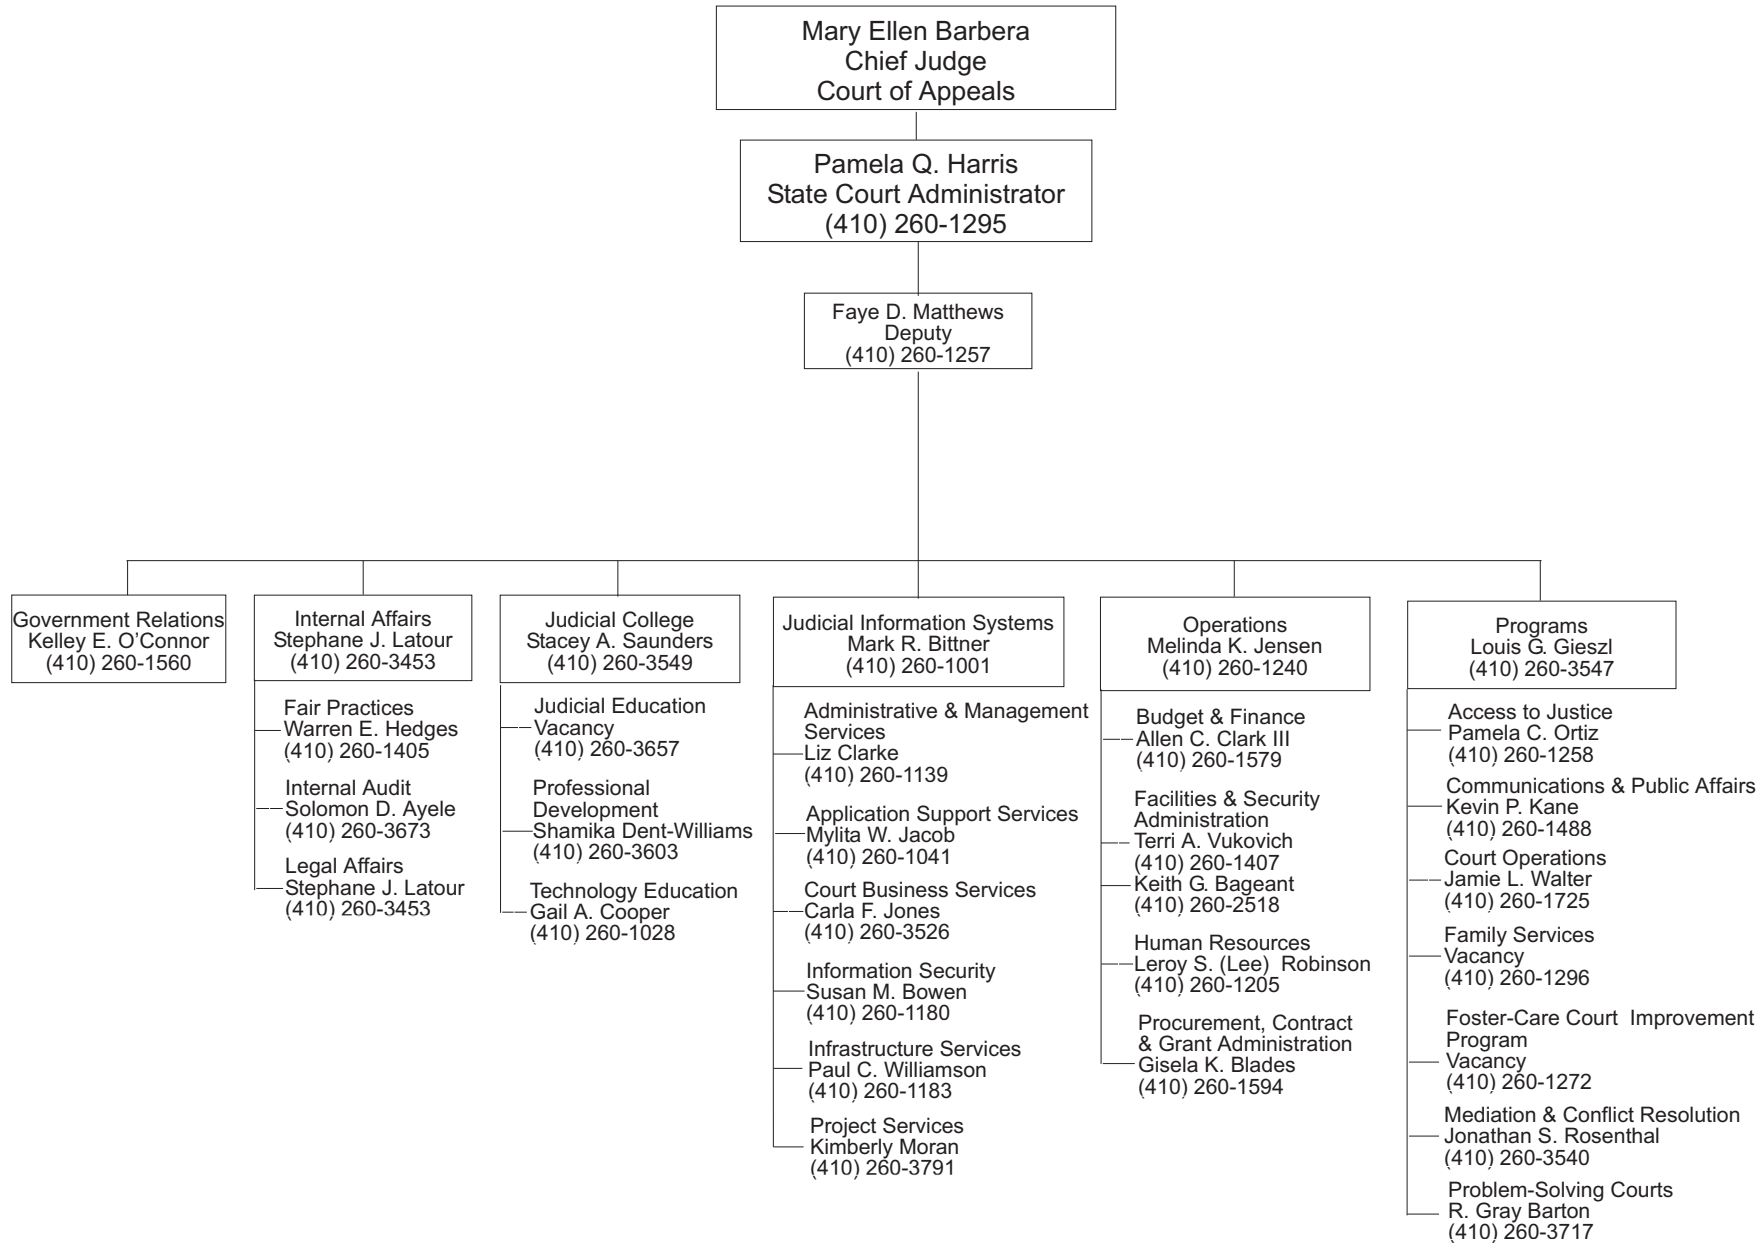 Mary Ellen Barbera
Chief Judge
Court of Appeals
Pamela Q. Harris
State Court Administrator
(410) 260-1295
Faye D. Matthews
Deputy
(410) 260-1257
Government Relations
Kelley E. O'Connor
(410) 260-1560
Internal Affairs
Stephane J. Latour
(410) 260-3453
Fair Practices
Warren E. Hedges
(410) 260-1405
Internal Audit
Solomon D. Ayele
(410) 260-3673
Legal Affairs
Stephane J. Latour
(410) 260-3453
Judicial College
Stacey A. Saunders
(410) 260-3549
Judicial Education
Vacancy
(410) 260-3657
Professional
Development
Shamika Dent-Williams
(410) 260-3603
Technology Education
Gail A. Cooper
(410) 260-1028
Judicial Information Systems
Mark R. Bittner
(410) 260-1001
Administrative & Management
Services
Liz Clarke
(410) 260-1139
Application Support Services
Mylita W. Jacob
(410) 260-1041
Court Business Services
Carla F. Jones
(410) 260-3526
Information Security
Susan M. Bowen
(410) 260-1180
Infrastructure Services
Paul C. Williamson
(410) 260-1183
Project Services
Kimberly Moran
(410) 260-3791
Operations
Melinda K. Jensen
(410) 260-1240
Budget & Finance
Allen C. Clark III
(410) 260-1579
Facilities & Security
Administration
Terri A. Vukovich
(410) 260-1407
Keith G. Bageant
(410) 260-2518
Human Resources
Leroy S. (Lee) Robinson
(410) 260-1205
Procurement, Contract
& Grant Administration
Gisela K. Blades
(410) 260-1594
Programs
Louis G. Gieszl
(410) 260-3547
Access to Justice
Pamela C. Ortiz
(410) 260-1258
Communications & Public Affairs
Kevin P. Kane
(410) 260-1488
Court Operations
Jamie L. Walter
(410) 260-1725
Family Services
Vacancy
(410) 260-1296
Foster-Care Court Improvement
Program
Vacancy
(410) 260-1272
Mediation & Conflict Resolution
Jonathan S. Rosenthal
(410) 260-3540
Problem-Solving Courts
R. Gray Barton
(410) 260-3717